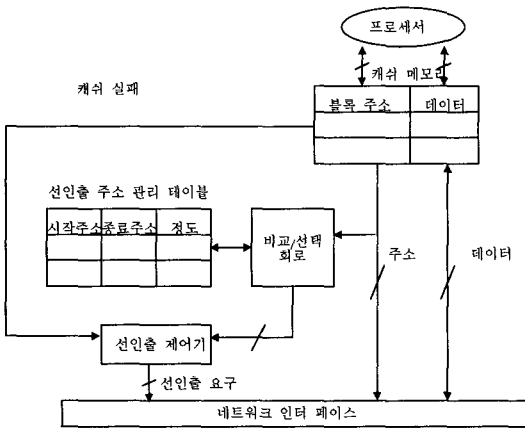 프로세서
캐쉬 메모리
캐쉬 실패
블록 주소 데이터
선인출 주소 관리 테이블
시작주소 종료주소 정도
비교/선택
회로
주소
데이터
선인출 제어기
선인출 요구
네트워크 인터 페이스